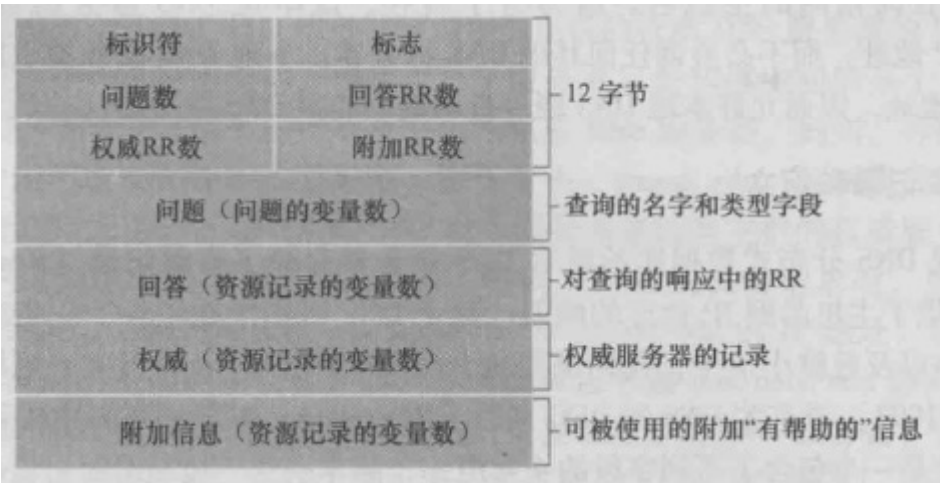 标识符 标志
问题数 回答RR数 12 字节
权威RR数 附加RR数
问题（问题的变量数） 查询的名字和类型字段
回答（资源记录的变量数） 对查询的响应中的RR
权威（资源记录的变量数） 权威服务器的记录
附加信息（资源记录的变量数） 可被使用的附加“有帮助的”信息